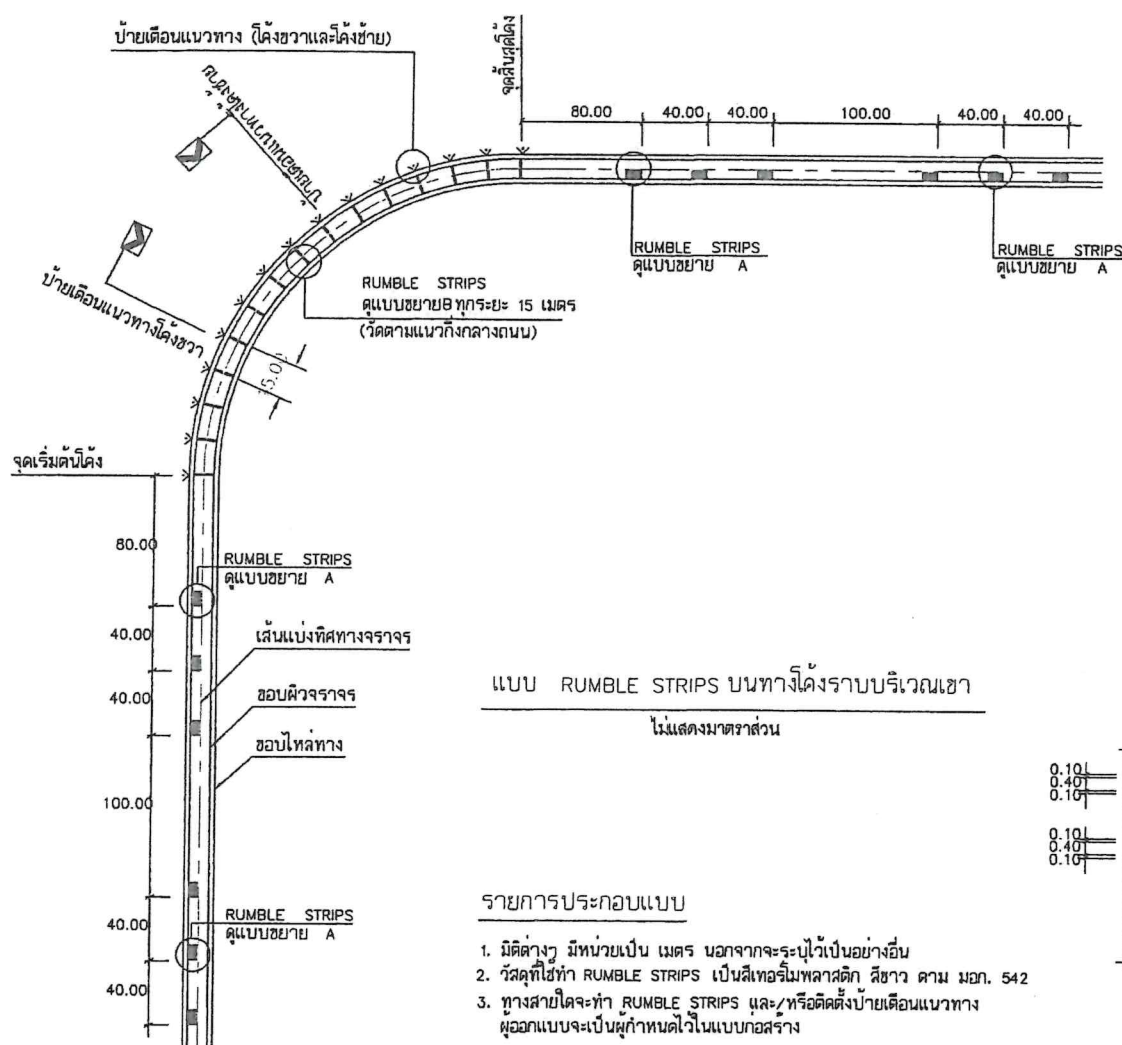 ป้ายเตือนแนวทาง (โค้งขวาและโค้งซ้าย)
จุดสิ้นสุดโค้ง
80.00
40.00
40.00
100.00
40.00
40.00
ป้ายเตือนแนวทางโค้งซ้าย
RUMBLE STRIPS
ดูแบบขยาย A
RUMBLE STRIPS
ดูแบบขยาย A
ป้ายเตือนแนวทางโค้งขวา
RUMBLE STRIPS
ดูแบบขยายB ทุกระยะ 15 เมตร
(วัดตามแนวกึ่งกลางถนน)
15.00
จุดเริ่มต้นโค้ง
80.00
RUMBLE STRIPS
ดูแบบขยาย A
40.00
เส้นแบ่งทิศทางจราจร
40.00
ขอบผิวจราจร
ขอบไหล่ทาง
100.00
แบบ RUMBLE STRIPS บนทางโค้งราบบริเวณเขา
ไม่แสดงมาตราส่วน
0.10
0.40
0.10
0.10
0.40
0.10
RUMBLE STRIPS
ดูแบบขยาย A
40.00
40.00
รายการประกอบแบบ
1. มิติต่างๆ มีหน่วยเป็น เมตร นอกจากจะระบุไว้เป็นอย่างอื่น
2. วัสดุที่ใช้ทำ RUMBLE STRIPS เป็นสีเทอร์โมพลาสติก สีขาว ตาม มอก. 542
3. ทางสายใดจะทำ RUMBLE STRIPS และ/หรือติดตั้งป้ายเตือนแนวทาง
ผู้ออกแบบจะเป็นผู้กำหนดไว้ในแบบก่อสร้าง